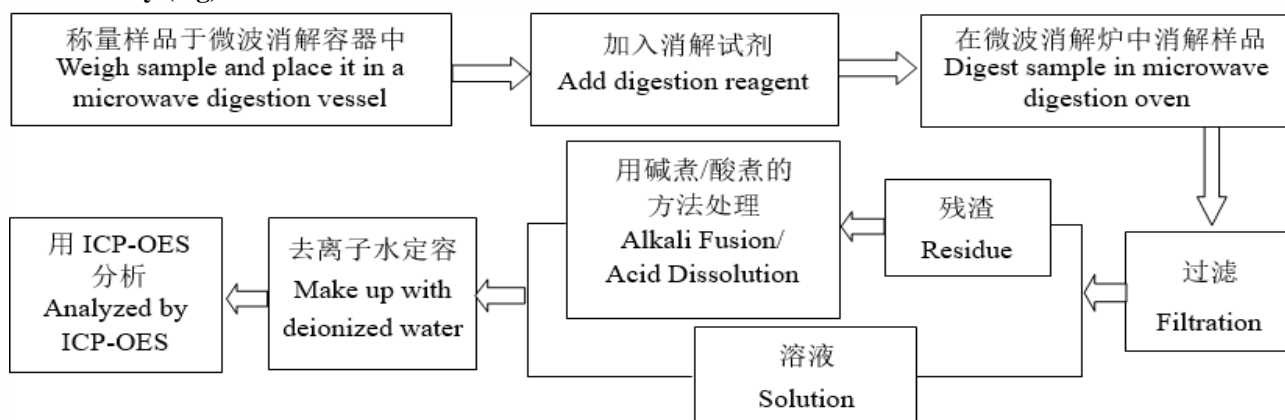 称量样品于微波消解容器中
Weigh sample and place it in a
microwave digestion vessel
加入消解试剂
Add digestion reagent
在微波消解炉中消解样品
Digest sample in microwave
digestion oven
过滤
Filtration
残渣
Residue
用碱煮/酸煮的
方法处理
Alkali Fusion/
Acid Dissolution
溶液
Solution
去离子水定容
Make up with
deionized water
用 ICP-OES
分析
Analyzed by
ICP-OES